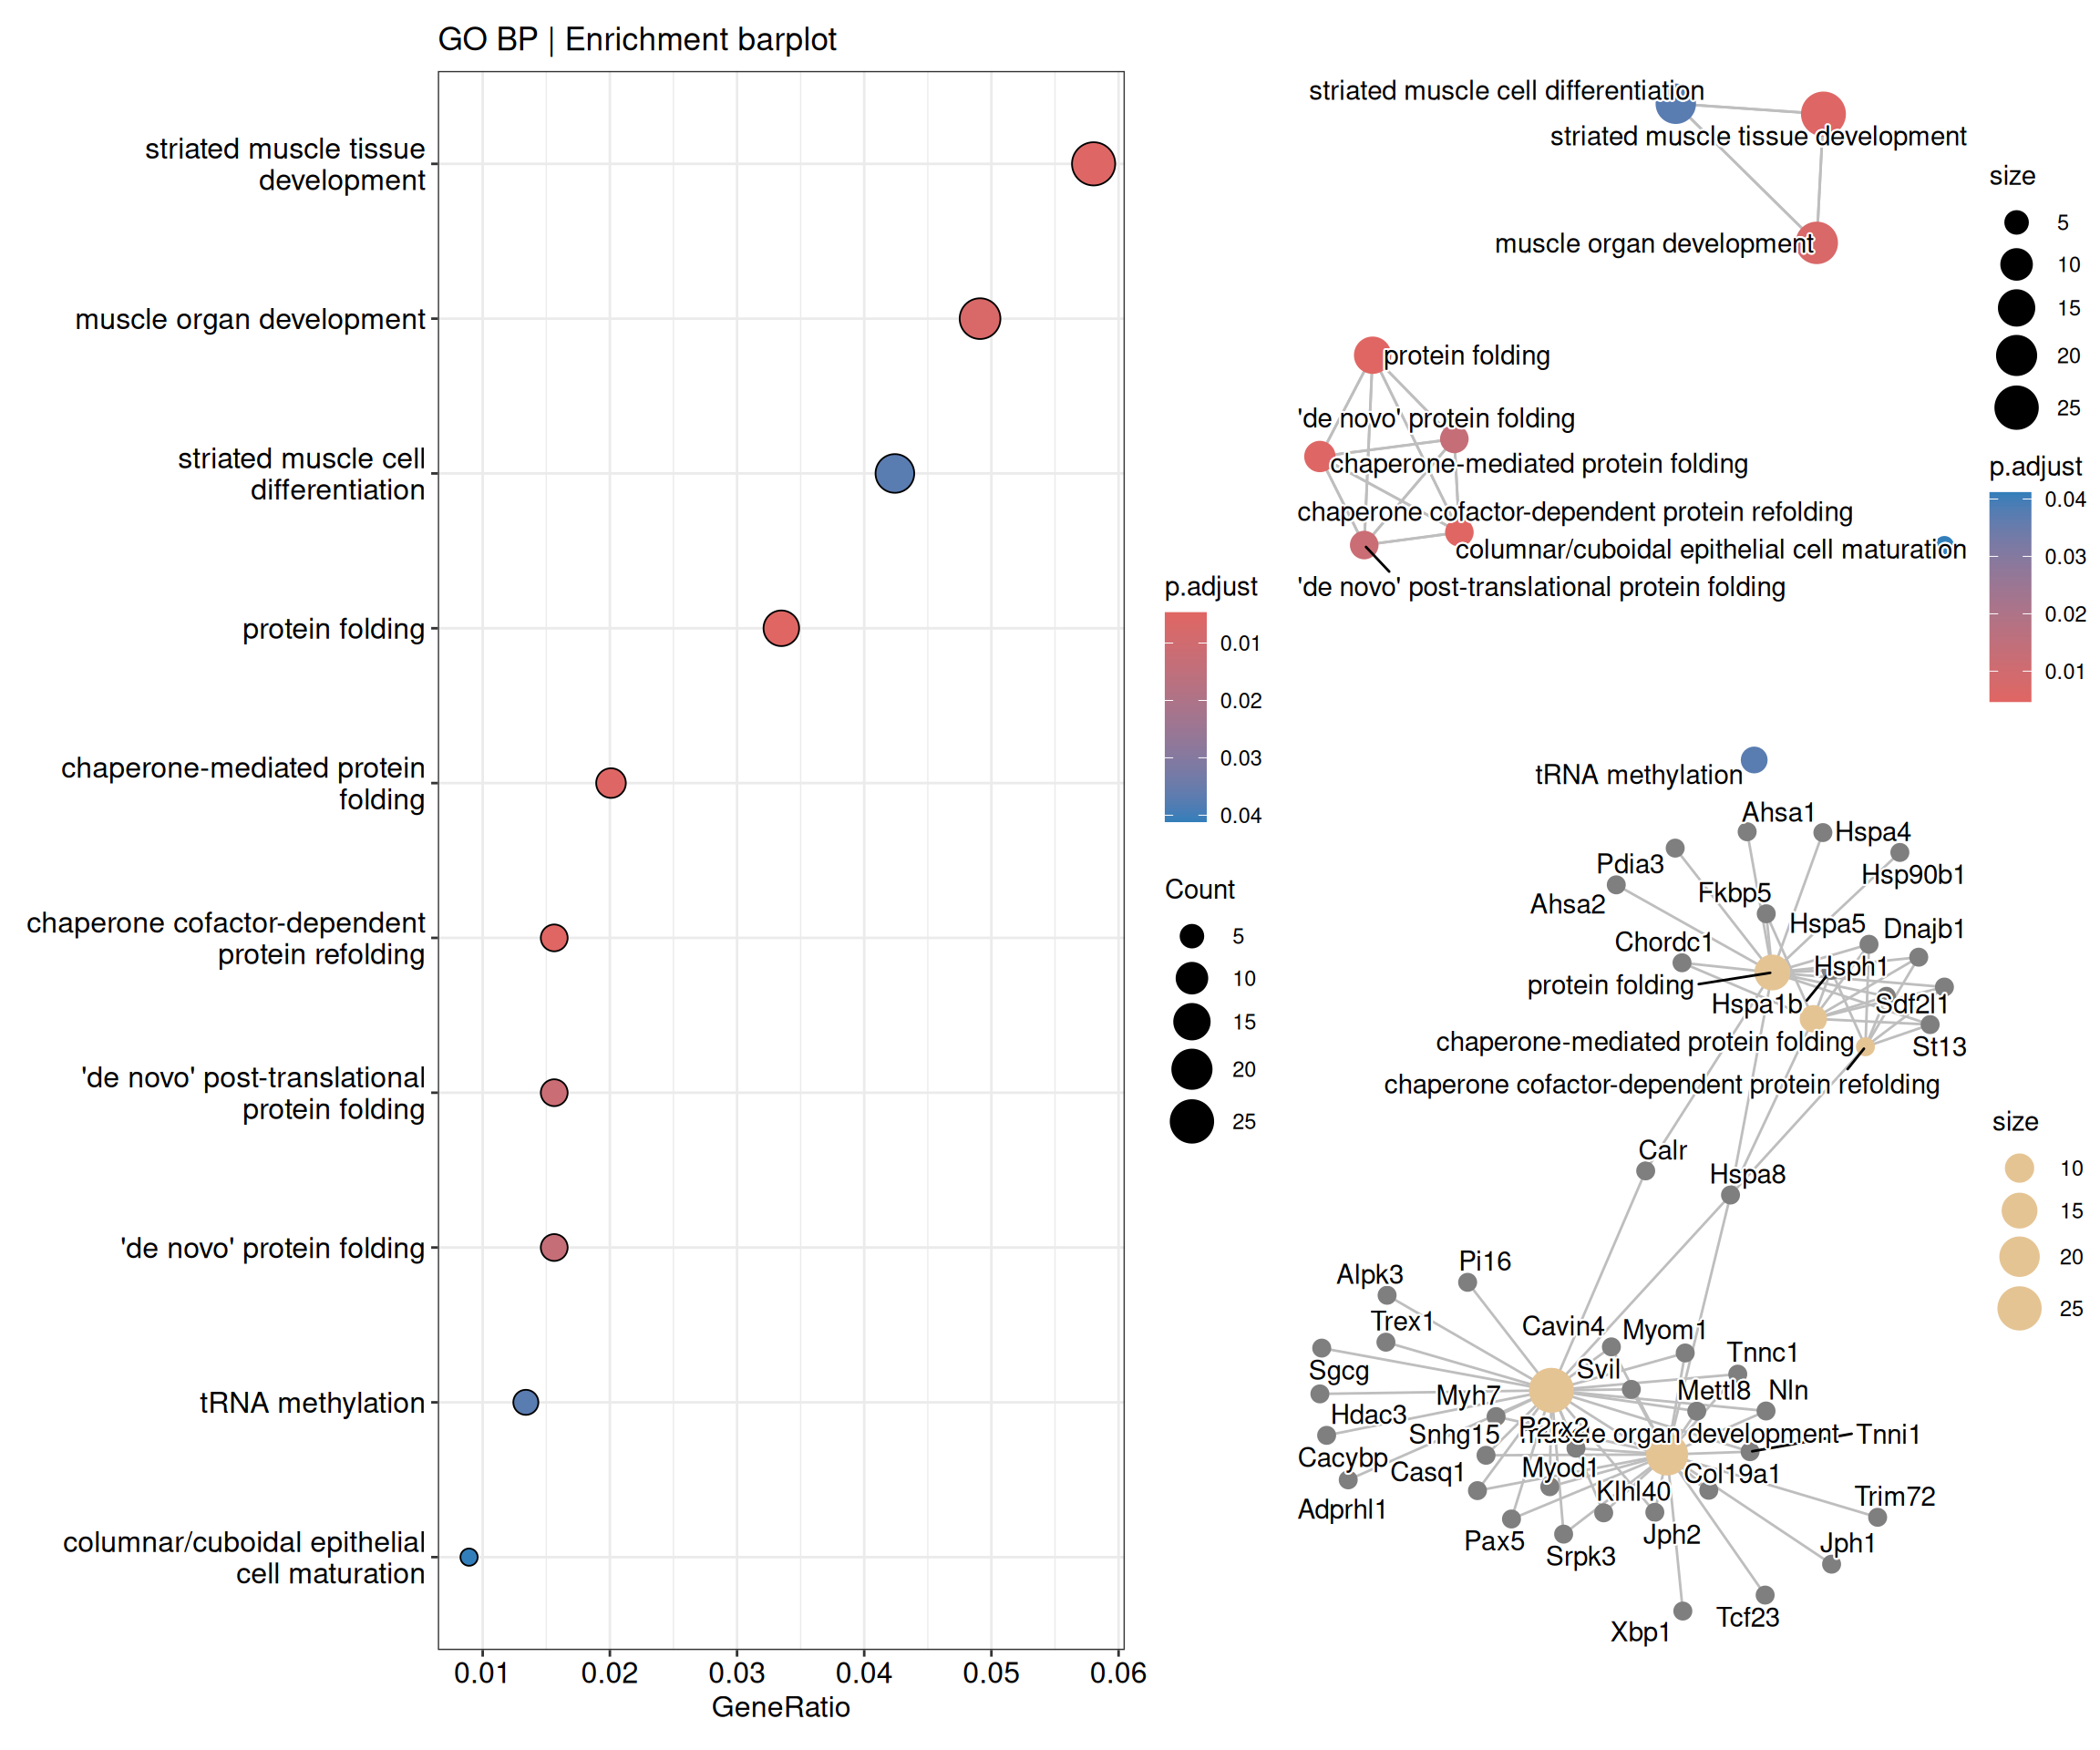 GO BP | Enrichment barplot
striated muscle tissue
development
muscle organ development
striated muscle cell
differentiation
protein folding
chaperone-mediated protein
folding
chaperone cofactor-dependent
protein refolding
'de novo' post-translational
protein folding
'de novo' protein folding
tRNA methylation
columnar/cuboidal epithelial
cell maturation
0.01 0.02 0.03 0.04 0.05 0.06
GeneRatio
p.adjust
0.01
0.02
0.03
0.04
Count
5
10
15
20
25
striated muscle cell differentiation
striated muscle tissue development
muscle organ development
protein folding
'de novo' protein folding
chaperone-mediated protein folding
chaperone cofactor-dependent protein refolding
columnar/cuboidal epithelial cell maturation
'de novo' post-translational protein folding
tRNA methylation
size
5
10
15
20
25
p.adjust
0.04
0.03
0.02
0.01
Ahsa1
Hspa4
Pdia3
Hsp90b1
Ahsa2
Fkbp5
Hspa5
Dnajb1
Chordc1
Hsph1
protein folding
Hspa1b
Sdf2l1
chaperone-mediated protein folding
St13
chaperone cofactor-dependent protein refolding
Calr
Hspa8
Pi16
Alpk3
Trex1
Cavin4
Myom1
Tnnc1
Sgcg
Svil
Myh7
Mettl8
Nln
Hdac3
Snhg15
P2rx2
organ development
Tnni1
Cacybp
Casq1
Myod1
Col19a1
Adprhl1
Klhl40
Trim72
Pax5
Srpk3
Jph2
Jph1
Xbp1
Tcf23
size
10
15
20
25